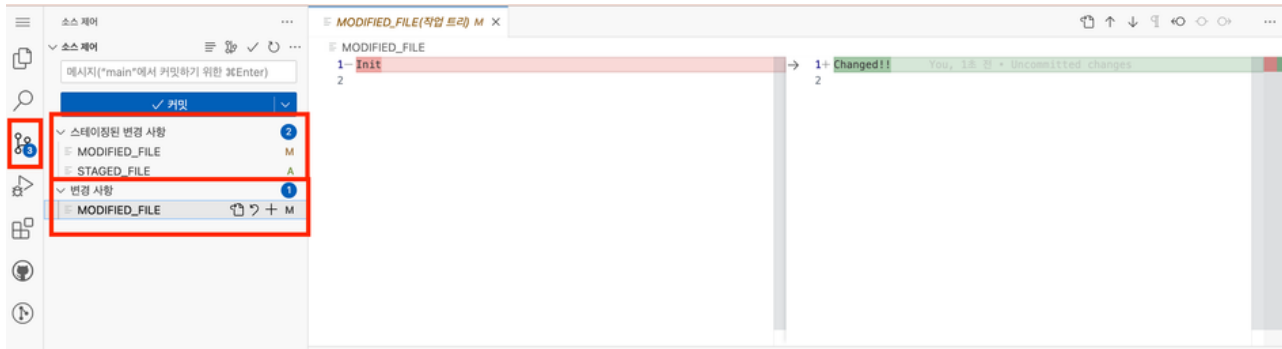 소스 제어
소스 제어
메시지("main"에서 커밋하기 위한 ⌘Enter)
커밋
스테이징된 변경 사항 2
MODIFIED_FILE M
STAGED_FILE A
3
변경 사항 1
MODIFIED_FILE M
MODIFIED_FILE(작업 트리) M
MODIFIED_FILE
1 Init
2
1 Changed!! You, 1초 전 • Uncommitted changes
2